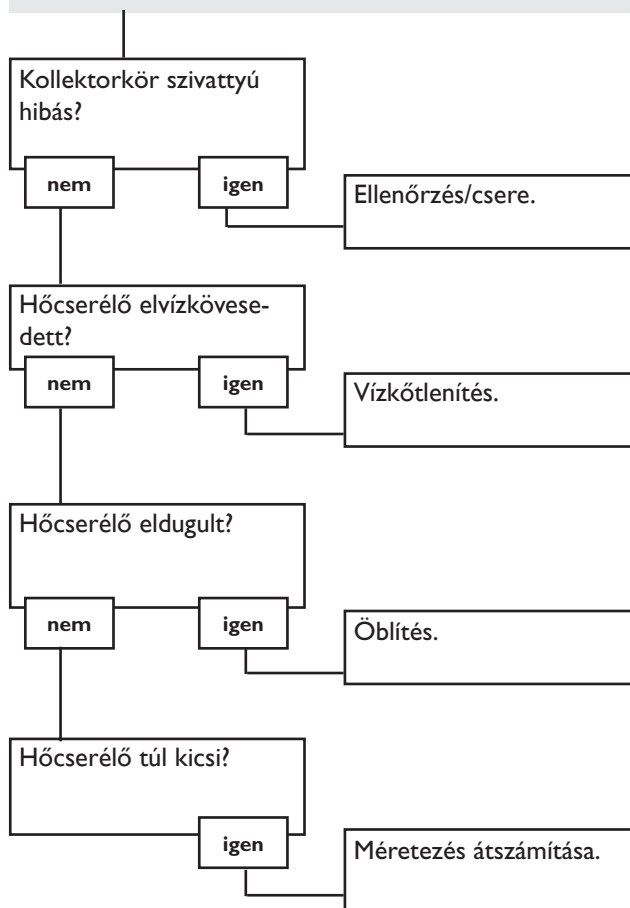 Kollektorkör szivattyú
hibás?
nem
igen
Ellenőrzés/csere.
Hőcserélő elvízkövese-
dett?
nem
igen
Vízkőtlenítés.
Hőcserélő eldugult?
nem
igen
Öblítés.
Hőcserélő túl kicsi?
igen
Méretezés átszámítása.